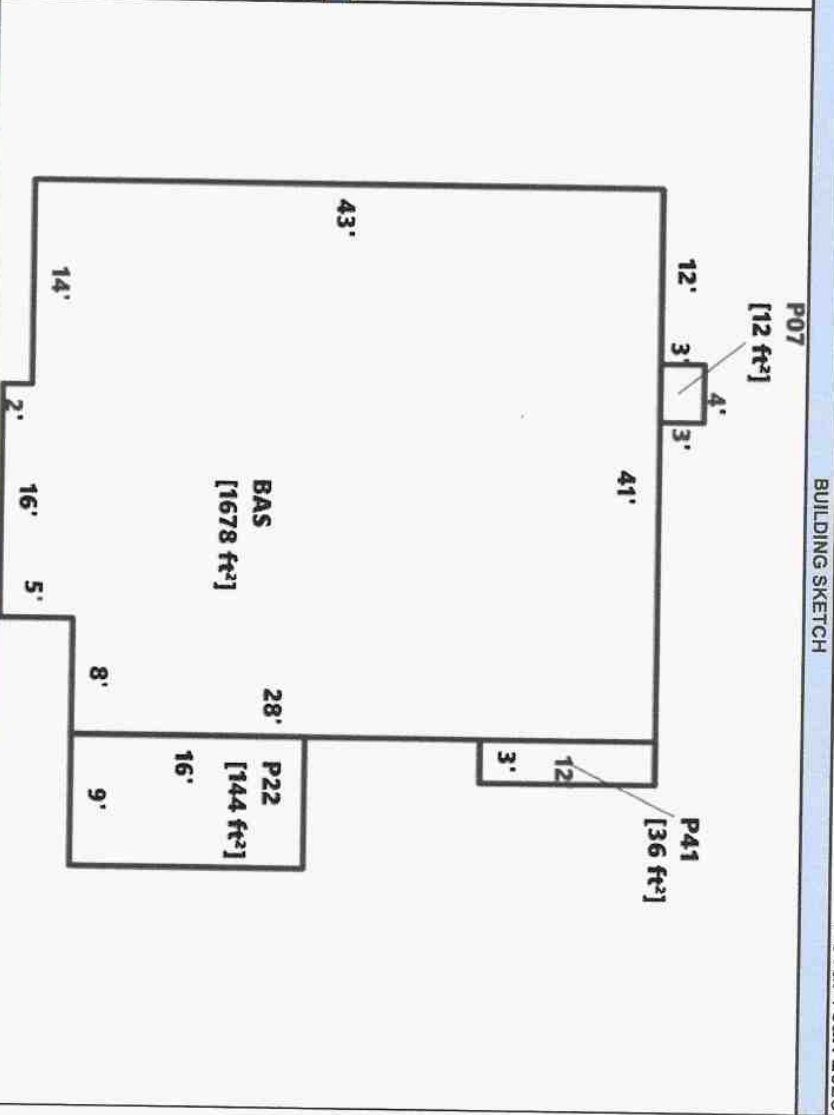 BUILDING SKETCH
P07
[12 ft²]
4'
12'
3'
3'
P41
[36 ft²]
41'
12
3'
43'
BAS
[1678 ft²]
28'
P22
[144 ft²]
16'
8'
9'
14'
2'
16'
5'